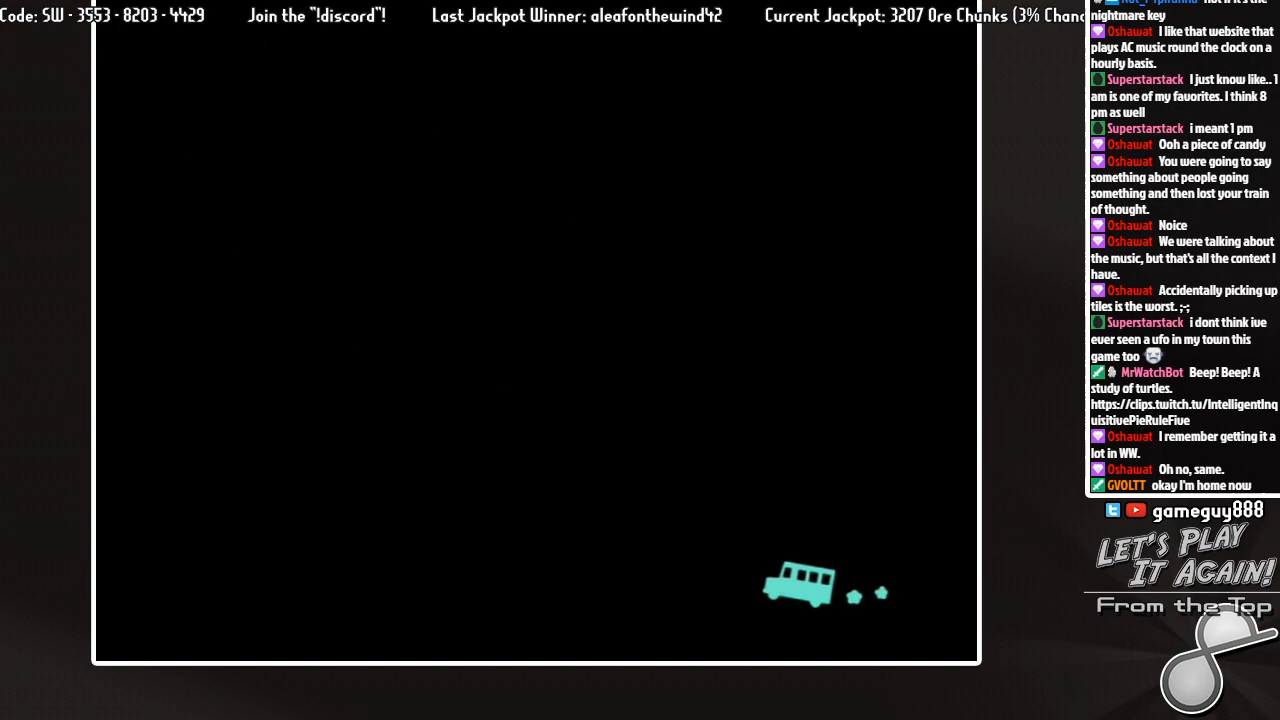 Code: SW - 3553 - 8203 - 4429 Join the "!discord"! Last Jackpot Winner: aleafonthewind42 Current Jackpot: 3207 Ore Chunks (3% Chanc
nightmare key
Oshawat I like that website that
plays AC music round the clock on a
hourly basis.
Superstarstack I just know like.. 1
am is one of my favorites. I think 8
pm as well
Superstarstack i meant 1 pm
Oshawat Ooh a piece of candy
Oshawat You were going to say
something about people going
something and then lost your train
of thought.
Oshawat Noice
Oshawat We were talking about
the music, but that's all the context I
have.
Oshawat Accidentally picking up
tiles is the worst. ;-;
Superstarstack i dont think ive
ever seen a ufo in my town this
game too
MrWatchBot Beep! Beep! A
study of turtles.
https://clips.twitch.tv/IntelligentInq
uisitivePieRuleFive
Oshawat I remember getting it a
lot in WW.
Oshawat Oh no, same.
GVOLTT okay I'm home now
gameguy888
LET'S PLAY
IT AGAIN!
From the Top